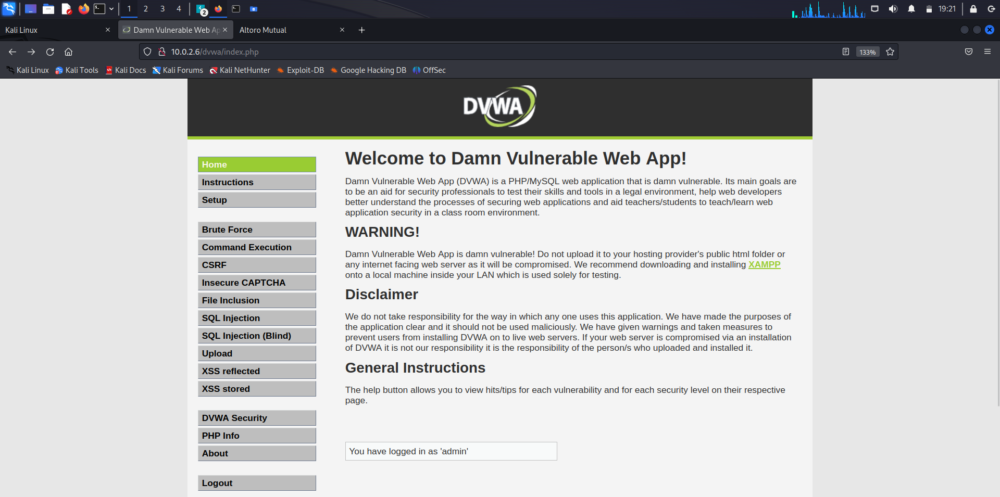 1 2 3 4 2 19:21
Kali Linux Damn Vulnerable Web Ap Altoro Mutual
10.0.2.6/dvwa/index.php 133%
Kali Linux Kali Tools Kali Docs Kali Forums Kali NetHunter Exploit-DB Google Hacking DB OffSec
DVWA
Home
Instructions
Setup
Brute Force
Command Execution
CSRF
Insecure CAPTCHA
File Inclusion
SQL Injection
SQL Injection (Blind)
Upload
XSS reflected
XSS stored
DVWA Security
PHP Info
About
Logout
Welcome to Damn Vulnerable Web App!
Damn Vulnerable Web App (DVWA) is a PHP/MySQL web application that is damn vulnerable. Its main goals are
to be an aid for security professionals to test their skills and tools in a legal environment, help web developers
better understand the processes of securing web applications and aid teachers/students to teach/learn web
application security in a class room environment.
WARNING!
Damn Vulnerable Web App is damn vulnerable! Do not upload it to your hosting provider's public html folder or
any internet facing web server as it will be compromised. We recommend downloading and installing XAMPP
onto a local machine inside your LAN which is used solely for testing.
Disclaimer
We do not take responsibility for the way in which any one uses this application. We have made the purposes of
the application clear and it should not be used maliciously. We have given warnings and taken measures to
prevent users from installing DVWA on to live web servers. If your web server is compromised via an installation
of DVWA it is not our responsibility it is the responsibility of the person/s who uploaded and installed it.
General Instructions
The help button allows you to view hits/tips for each vulnerability and for each security level on their respective
page.
You have logged in as 'admin'